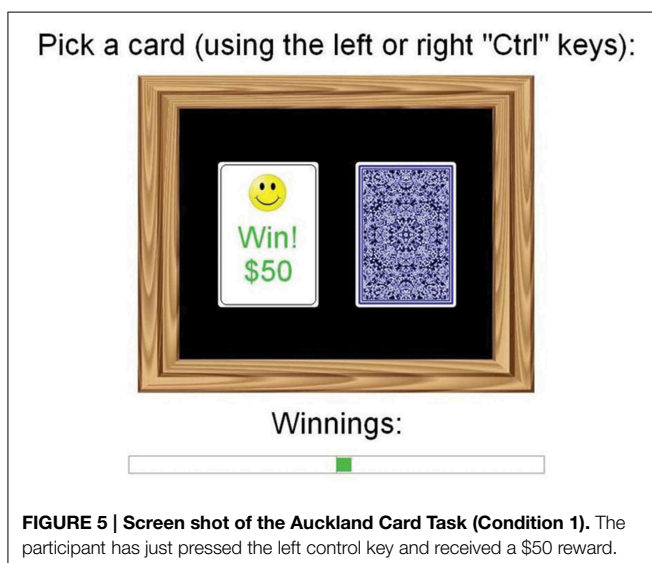 Pick a card (using the left or right "Ctrl" keys):
Win!
$50
Winnings:
FIGURE 5 | Screen shot of the Auckland Card Task (Condition 1). The
participant has just pressed the left control key and received a $50 reward.